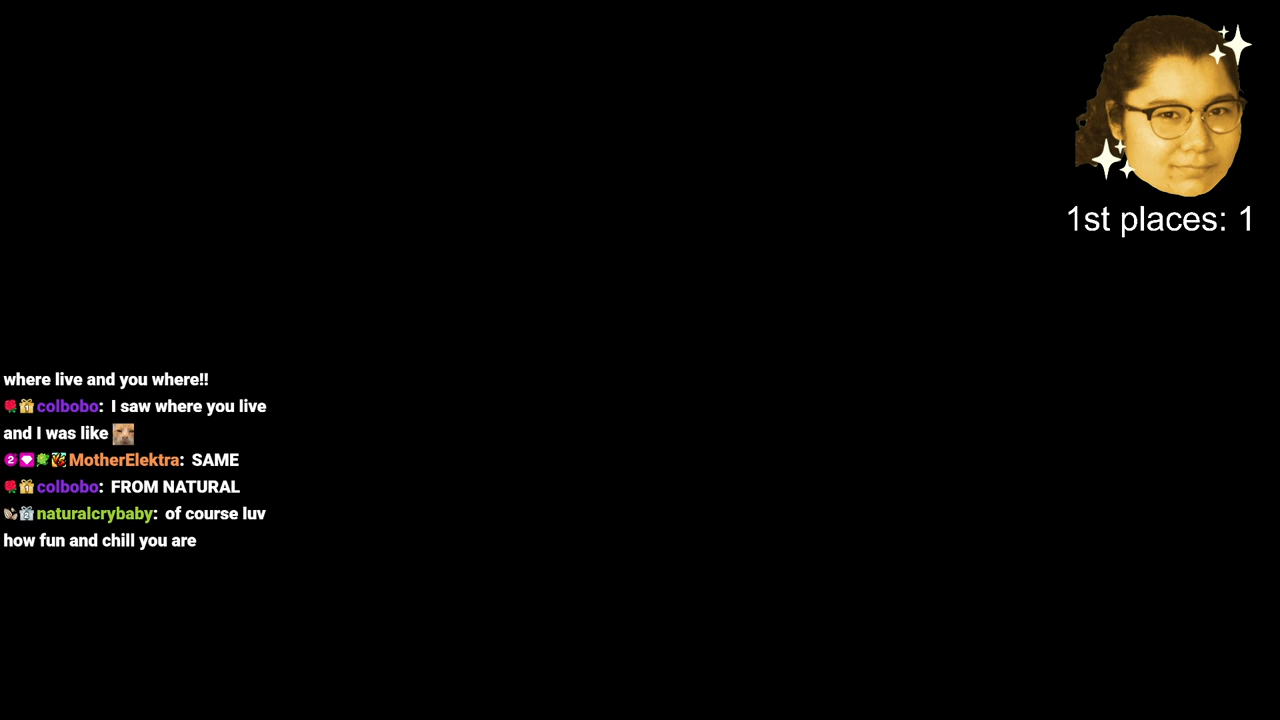 1st places: 1
where live and you where!!
colbobo: I saw where you live
and I was like
MotherElektra: SAME
colbobo: FROM NATURAL
naturalcrybaby: of course luv
how fun and chill you are